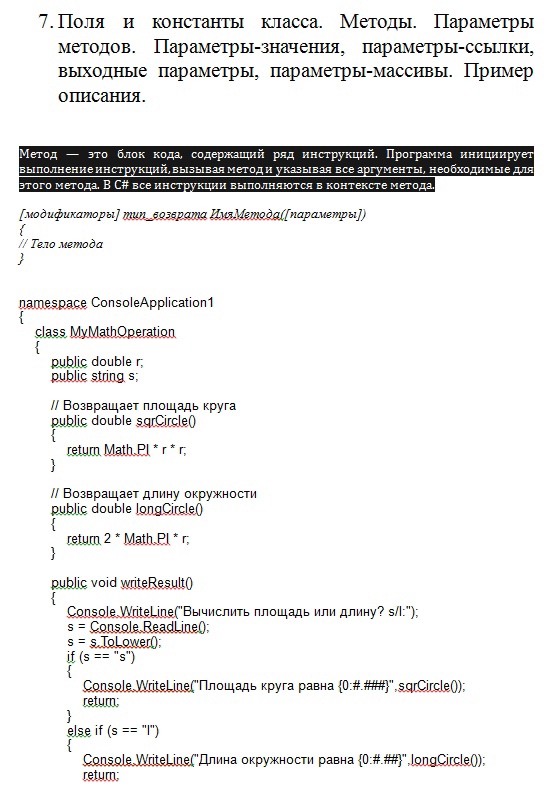 7. Поля и константы класса. Методы. Параметры
методов. Параметры-значения, параметры-ссылки,
выходные параметры, параметры-массивы. Пример
описания.
Метод — это блок кода, содержащий ряд инструкций. Программа инициирует
выполнение инструкций, вызывая метод и указывая все аргументы, необходимые для
этого метода. В C# все инструкции выполняются в контексте метода.
[модификаторы] тип_возврата ИмяМетода([параметры])
{
// Тело метода
}
namespace ConsoleApplication1
{
class MyMathOperation
{
public double r;
public string s;
// Возвращает площадь круга
public double sqrCircle()
{
return Math.PI * r * r;
}
// Возвращает длину окружности
public double longCircle()
{
return 2 * Math.PI * r;
}
public void writeResult()
{
Console.WriteLine("Вычислить площадь или длину? s/l:");
s = Console.ReadLine();
s = s.ToLower();
if (s == "s")
{
Console.WriteLine("Площадь круга равна {0:#.###}",sqrCircle());
return;
}
else if (s == "l")
{
Console.WriteLine("Длина окружности равна {0:#.##}",longCircle());
return;